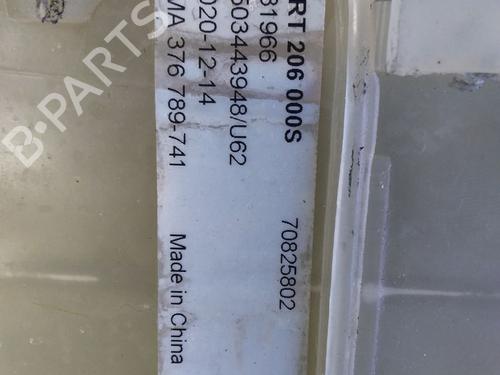 RT 206 000S
31966
503443948/U62
020-12-14
MA 376 789-741
70825802
Made in China
B-PARTS